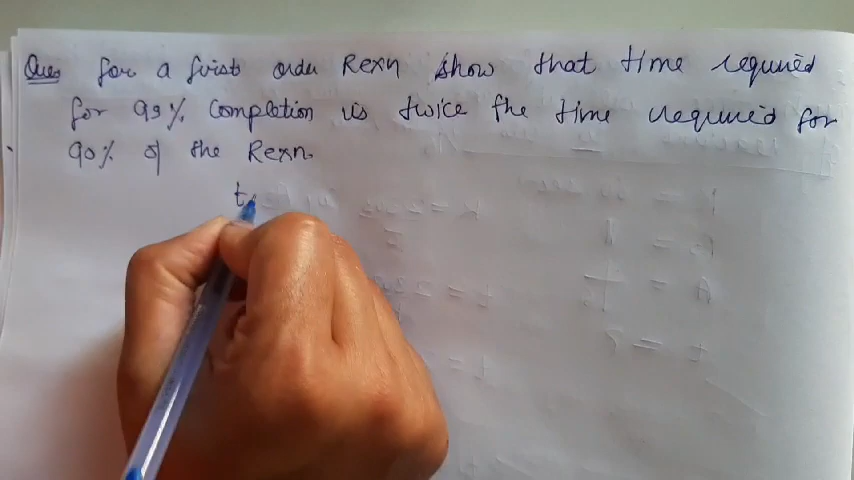 Ques for a first order Rexn show that time required
for 99% Completion is twice the time required for
90% of the Rexn.
t